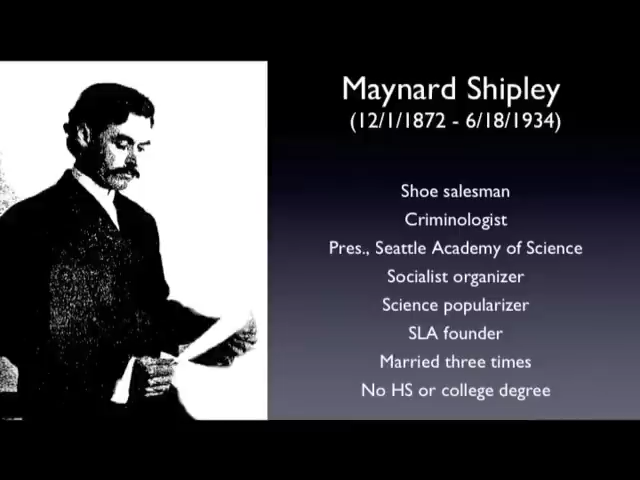 Maynard Shipley
(12/1/1872 - 6/18/1934)
Shoe salesman
Criminologist
Pres., Seattle Academy of Science
Socialist organizer
Science popularizer
SLA founder
Married three times
No HS or college degree